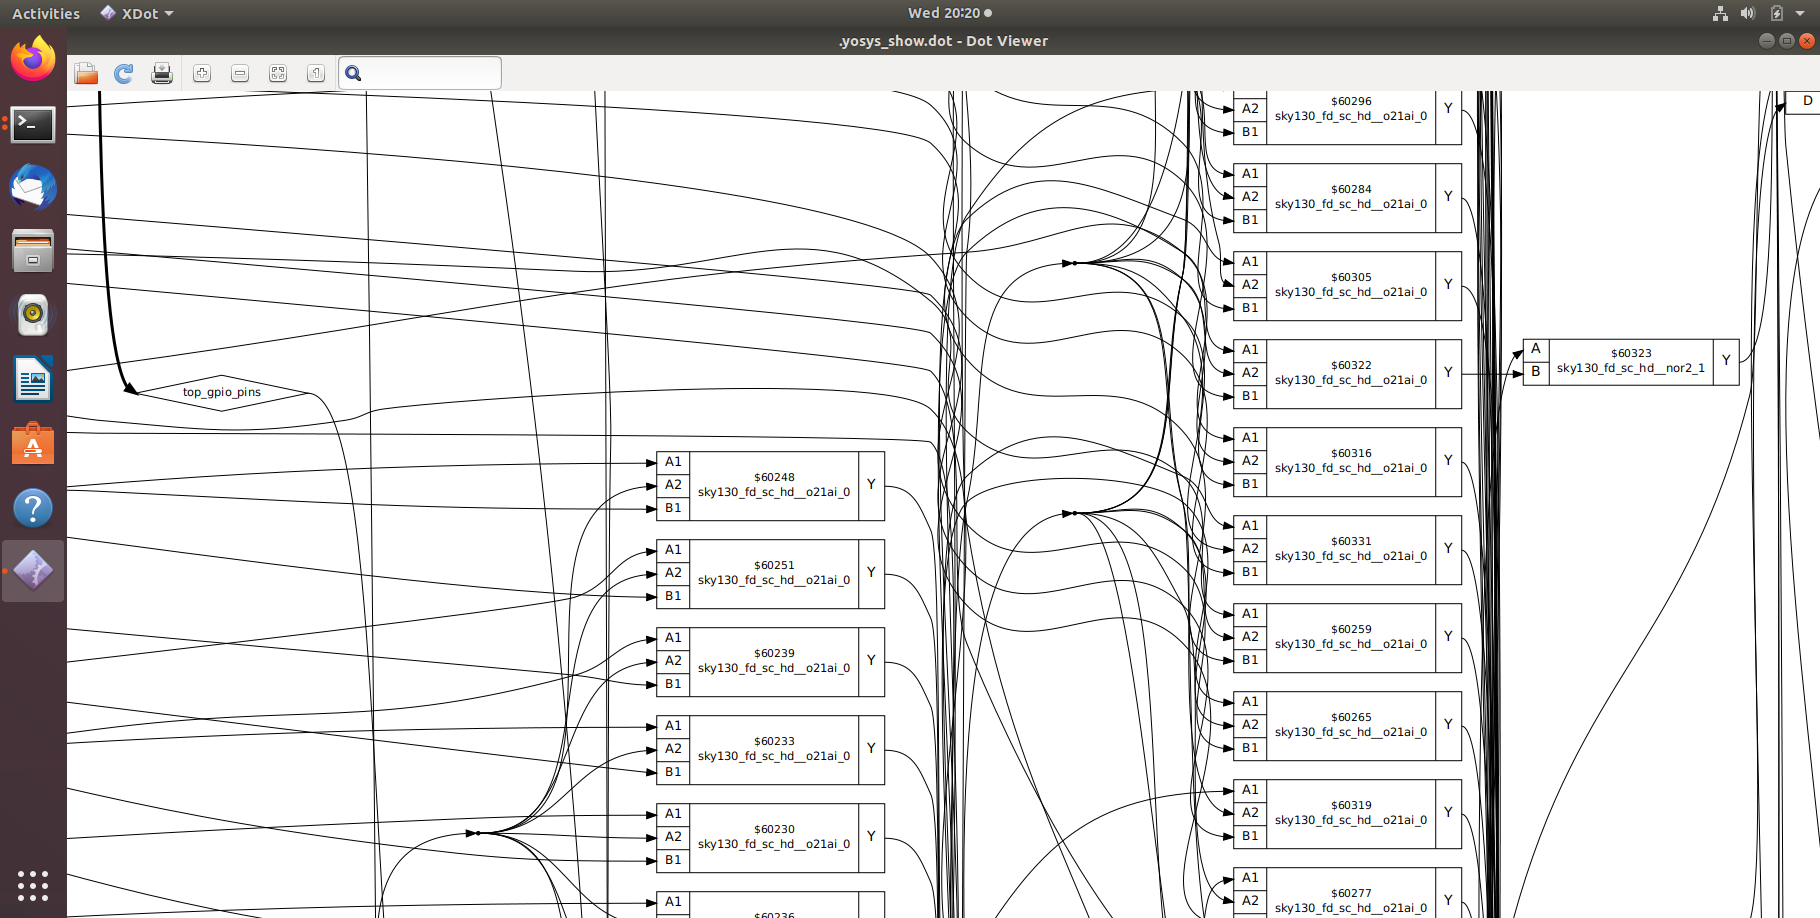 Activities
XDot
Wed 20:20
.yosys_show.dot - Dot Viewer
top_gpio_pins
A1
A2
B1
$60248
sky130_fd_sc_hd__o21ai_0
Y
A1
A2
B1
$60251
sky130_fd_sc_hd__o21ai_0
Y
A1
A2
B1
$60239
sky130_fd_sc_hd__o21ai_0
Y
A1
A2
B1
$60233
sky130_fd_sc_hd__o21ai_0
Y
A1
A2
B1
$60230
sky130_fd_sc_hd__o21ai_0
Y
A1
$60236
A2
B1
$60296
sky130_fd_sc_hd__o21ai_0
Y
A1
A2
B1
$60284
sky130_fd_sc_hd__o21ai_0
Y
A1
A2
B1
$60305
sky130_fd_sc_hd__o21ai_0
Y
A1
A2
B1
$60322
sky130_fd_sc_hd__o21ai_0
Y
A1
A2
B1
$60316
sky130_fd_sc_hd__o21ai_0
Y
A1
A2
B1
$60331
sky130_fd_sc_hd__o21ai_0
Y
A1
A2
B1
$60259
sky130_fd_sc_hd__o21ai_0
Y
A1
A2
B1
$60265
sky130_fd_sc_hd__o21ai_0
Y
A1
A2
B1
$60319
sky130_fd_sc_hd__o21ai_0
Y
A1
A2
$60277
sky130_fd_sc_hd__o21ai_0
Y
A
B
$60323
sky130_fd_sc_hd__nor2_1
Y
D